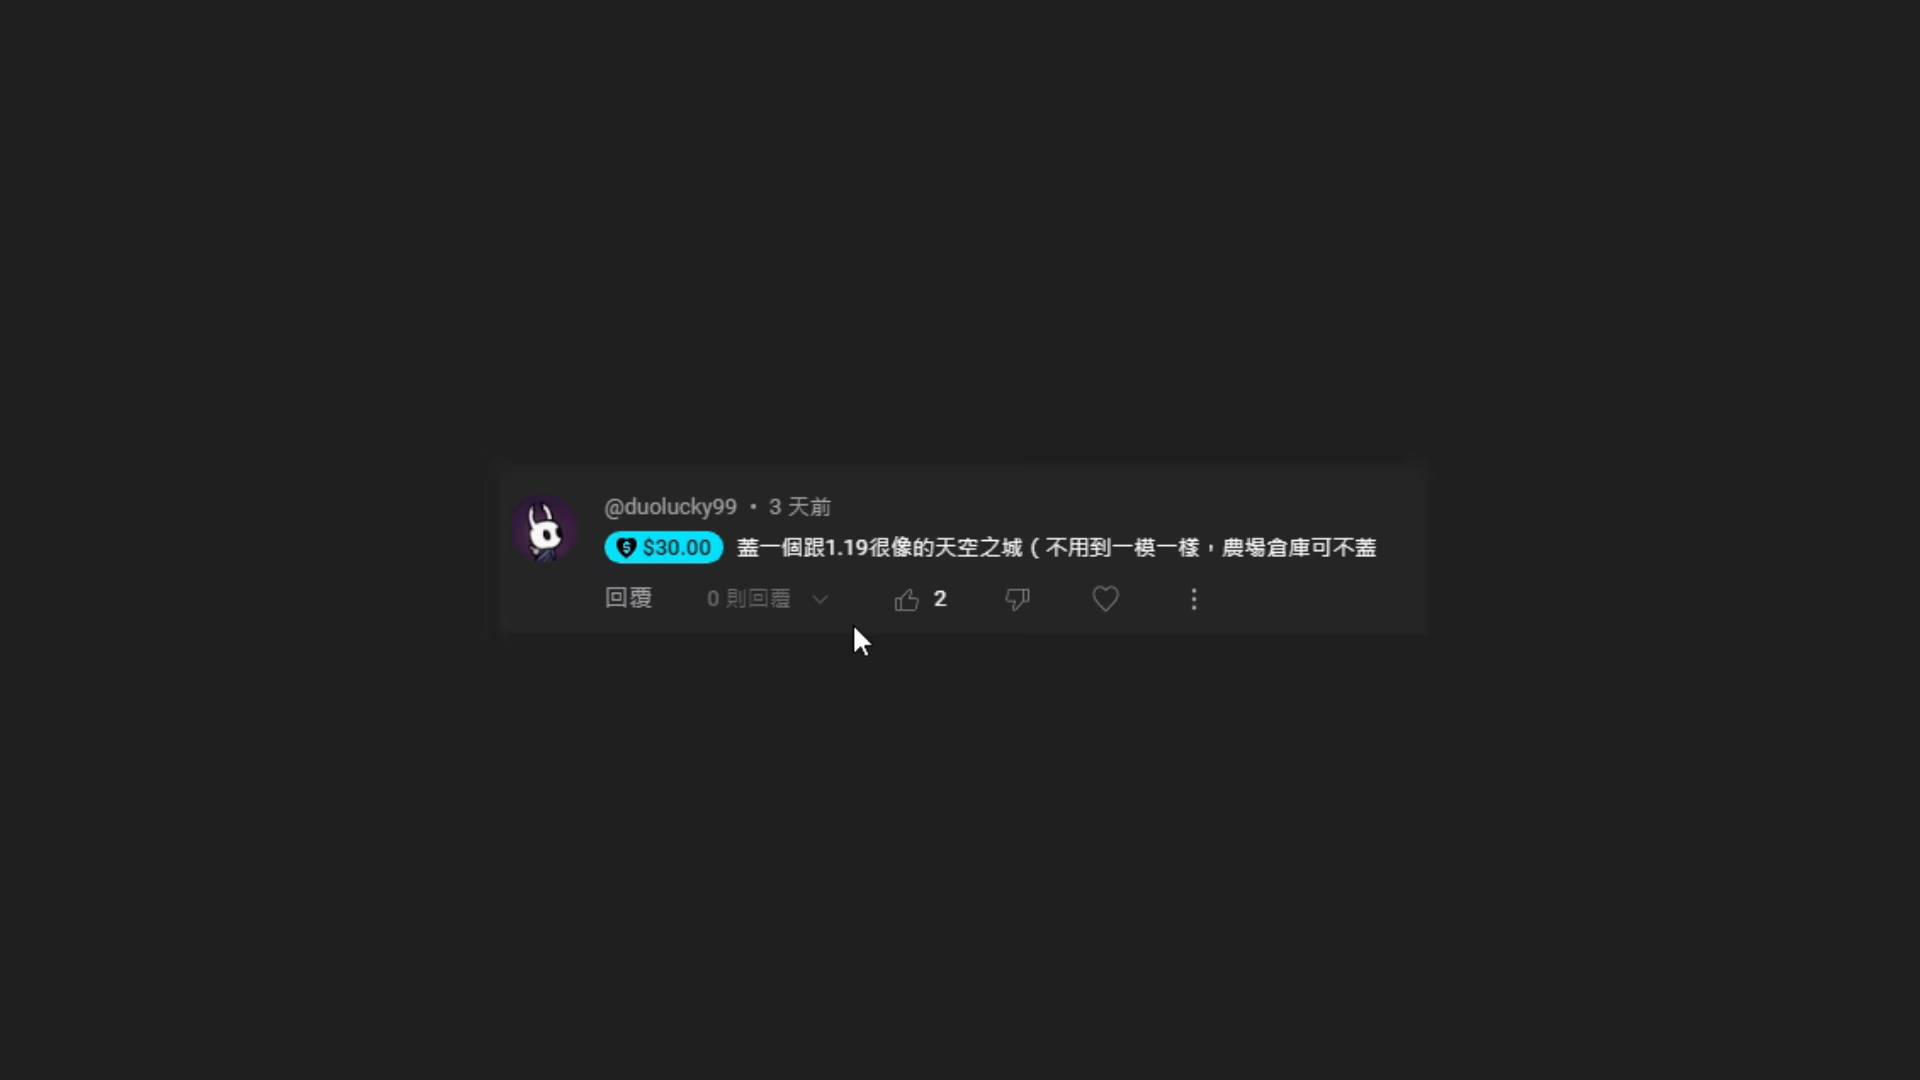 @duolucky99 • 3 天前
$30.00 蓋一個跟1.19很像的天空之城（不用到一模一樣，農場倉庫可不蓋
回覆 0 則回覆 2